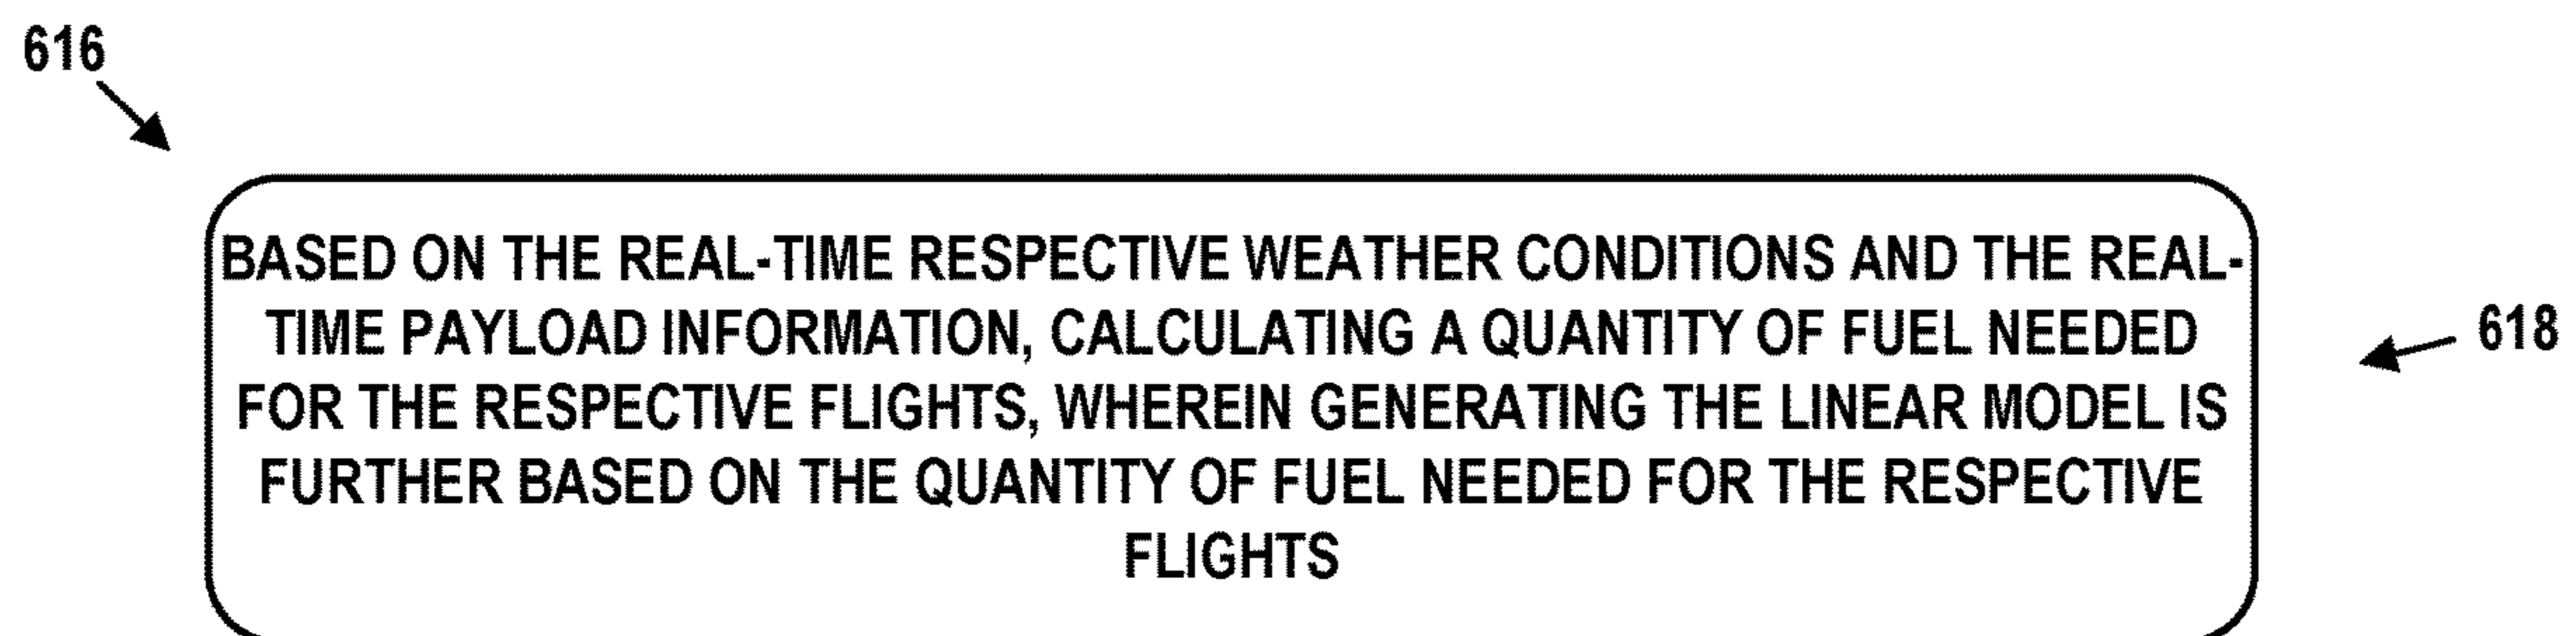 616
BASED ON THE REAL-TIME RESPECTIVE WEATHER CONDITIONS AND THE REAL-
TIME PAYLOAD INFORMATION, CALCULATING A QUANTITY OF FUEL NEEDED
FOR THE RESPECTIVE FLIGHTS, WHEREIN GENERATING THE LINEAR MODEL IS
FURTHER BASED ON THE QUANTITY OF FUEL NEEDED FOR THE RESPECTIVE
FLIGHTS
618